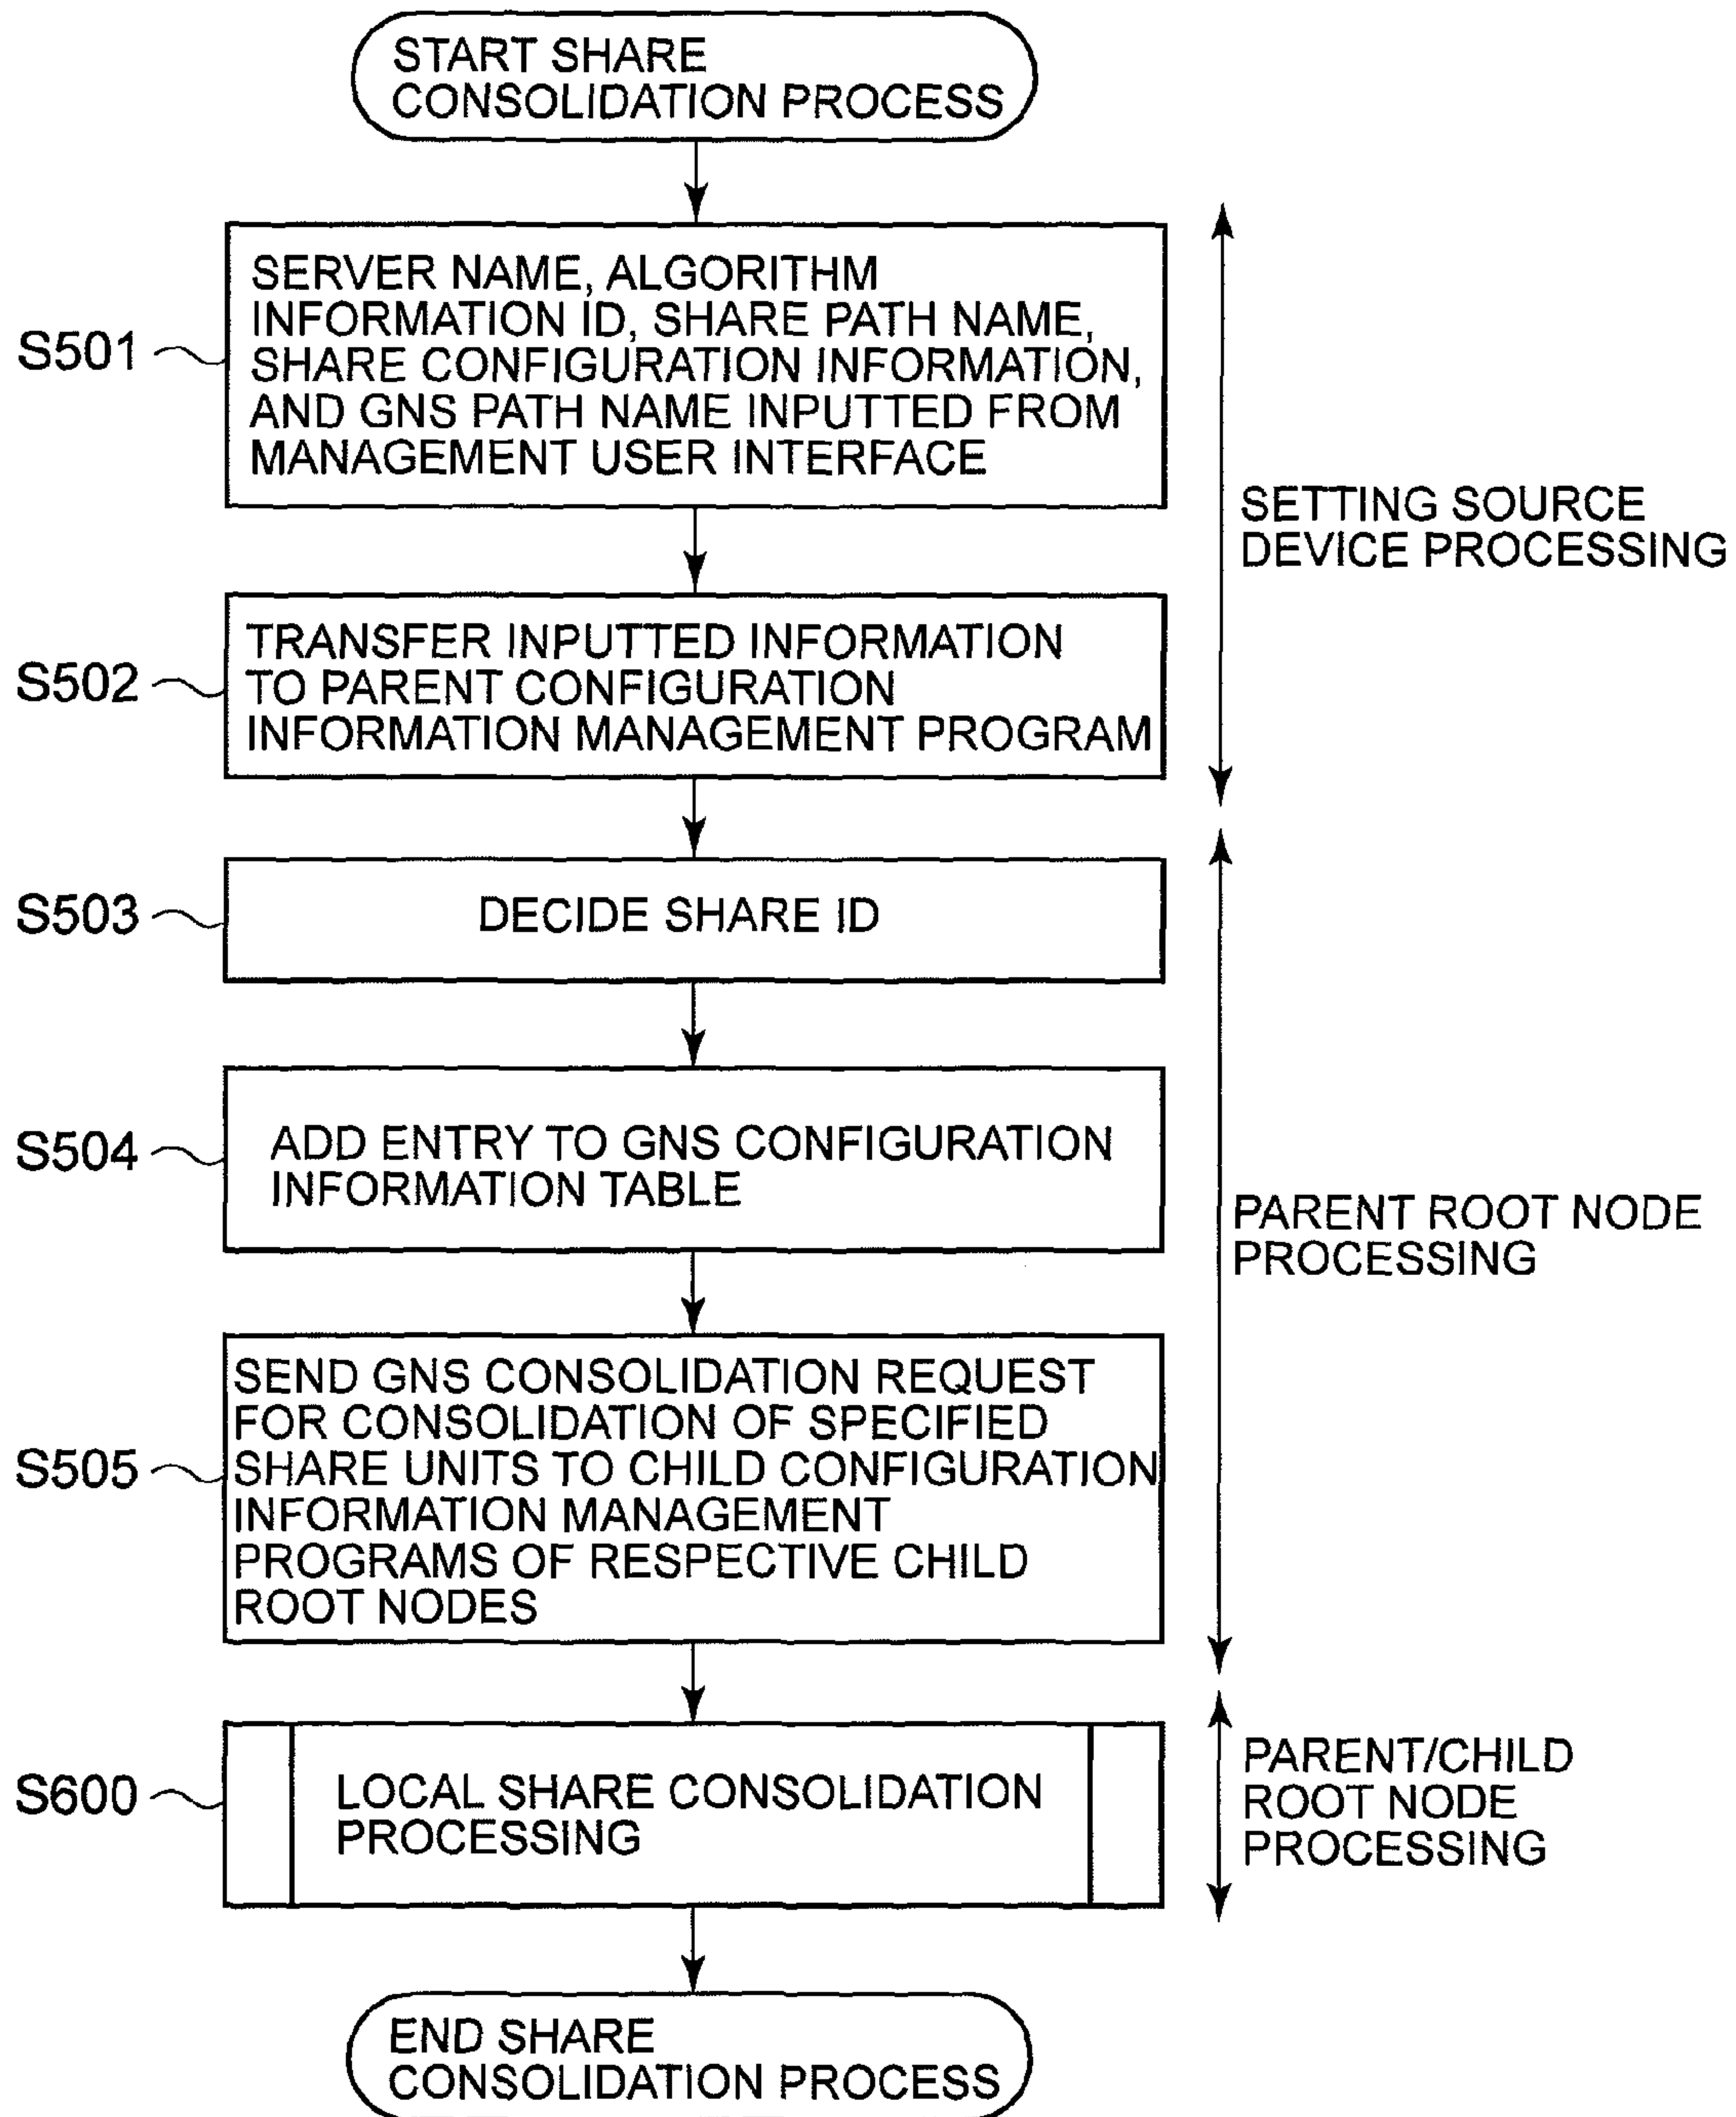 START SHARE
CONSOLIDATION PROCESS
S501
SERVER NAME, ALGORITHM
INFORMATION ID, SHARE PATH NAME,
SHARE CONFIGURATION INFORMATION,
AND GNS PATH NAME INPUTTED FROM
MANAGEMENT USER INTERFACE
SETTING SOURCE
DEVICE PROCESSING
S502
TRANSFER INPUTTED INFORMATION
TO PARENT CONFIGURATION
INFORMATION MANAGEMENT PROGRAM
S503
DECIDE SHARE ID
S504
ADD ENTRY TO GNS CONFIGURATION
INFORMATION TABLE
PARENT ROOT NODE
PROCESSING
S505
SEND GNS CONSOLIDATION REQUEST
FOR CONSOLIDATION OF SPECIFIED
SHARE UNITS TO CHILD CONFIGURATION
INFORMATION MANAGEMENT
PROGRAMS OF RESPECTIVE CHILD
ROOT NODES
S600
LOCAL SHARE CONSOLIDATION
PROCESSING
PARENT/CHILD
ROOT NODE
PROCESSING
END SHARE
CONSOLIDATION PROCESS